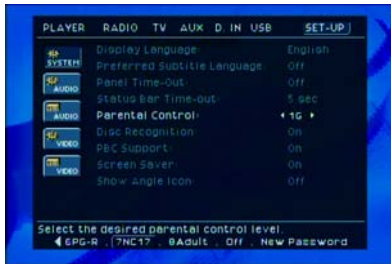 PLAYER RADIO TV AUX D. IN USB SET-UP
SYSTEM
AUDIO
AUDIO
VIDEO
VIDEO
Display Language: English
Preferred Subtitle Language: Off
Panel Time-Out: Off
Status Bar Time-out: 5 sec
Parental Control: 1G
Disc Recognition: On
PBC Support: On
Screen Saver: On
Show Angle Icon: Off
Select the desired parental control level.
6PG-R . 7NC17 . 8Adult . Off . New Password